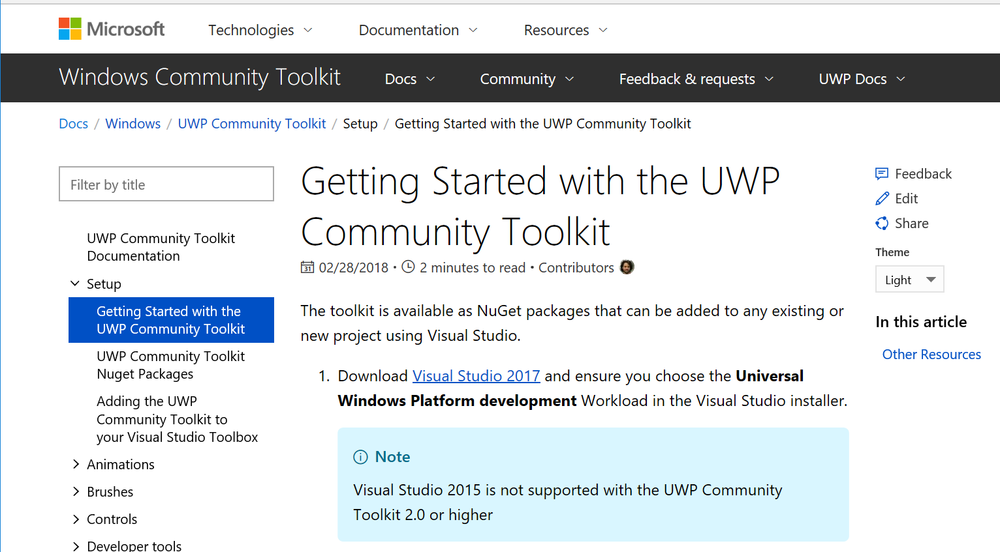 Microsoft Technologies Documentation Resources
Windows Community Toolkit Docs Community Feedback & requests UWP Docs
Docs / Windows / UWP Community Toolkit / Setup / Getting Started with the UWP Community Toolkit
Filter by title
UWP Community Toolkit
Documentation
Setup
Getting Started with the
UWP Community Toolkit
UWP Community Toolkit
Nuget Packages
Adding the UWP
Community Toolkit to
your Visual Studio Toolbox
Animations
Brushes
Controls
Developer tools
Getting Started with the UWP
Community Toolkit
31 02/28/2018 • 2 minutes to read • Contributors
The toolkit is available as NuGet packages that can be added to any existing or
new project using Visual Studio.
1. Download Visual Studio 2017 and ensure you choose the Universal
Windows Platform development Workload in the Visual Studio installer.
Note
Visual Studio 2015 is not supported with the UWP Community
Toolkit 2.0 or higher
Feedback
Edit
Share
Theme
Light
In this article
Other Resources